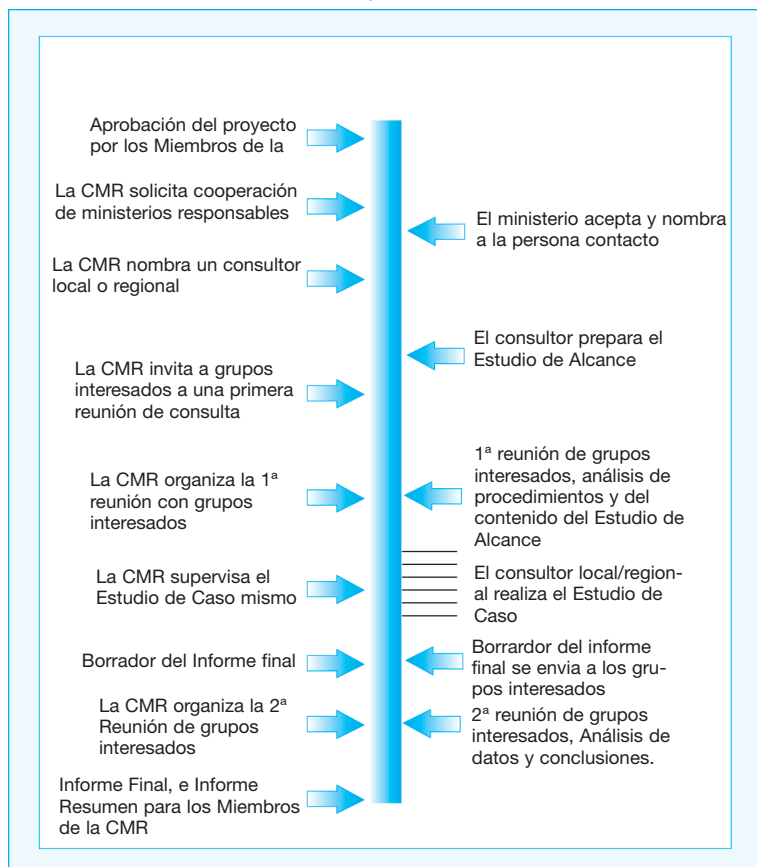 Aprobación del proyecto
por los Miembros de la
La CMR solicita cooperación
de ministerios responsables
El ministerio acepta y nombra
a la persona contacto
La CMR nombra un consultor
local o regional
El consultor prepara el
Estudio de Alcance
La CMR invita a grupos
interesados a una primera
reunión de consulta
1ª reunión de grupos
interesados, análisis de
procedimientos y del
contenido del Estudio de
Alcance
La CMR organiza la 1ª
reunión con grupos
interesados
La CMR supervisa el
Estudio de Caso mismo
El consultor local/region-
al realiza el Estudio de
Caso
Borrador del Informe final
Borrardor del informe
final se envia a los gru-
pos interesados
La CMR organiza la 2ª
Reunión de grupos
interesados
2ª reunión de grupos
interesados, Análisis de
datos y conclusiones.
Informe Final, e Informe
Resumen para los Miembros
de la CMR